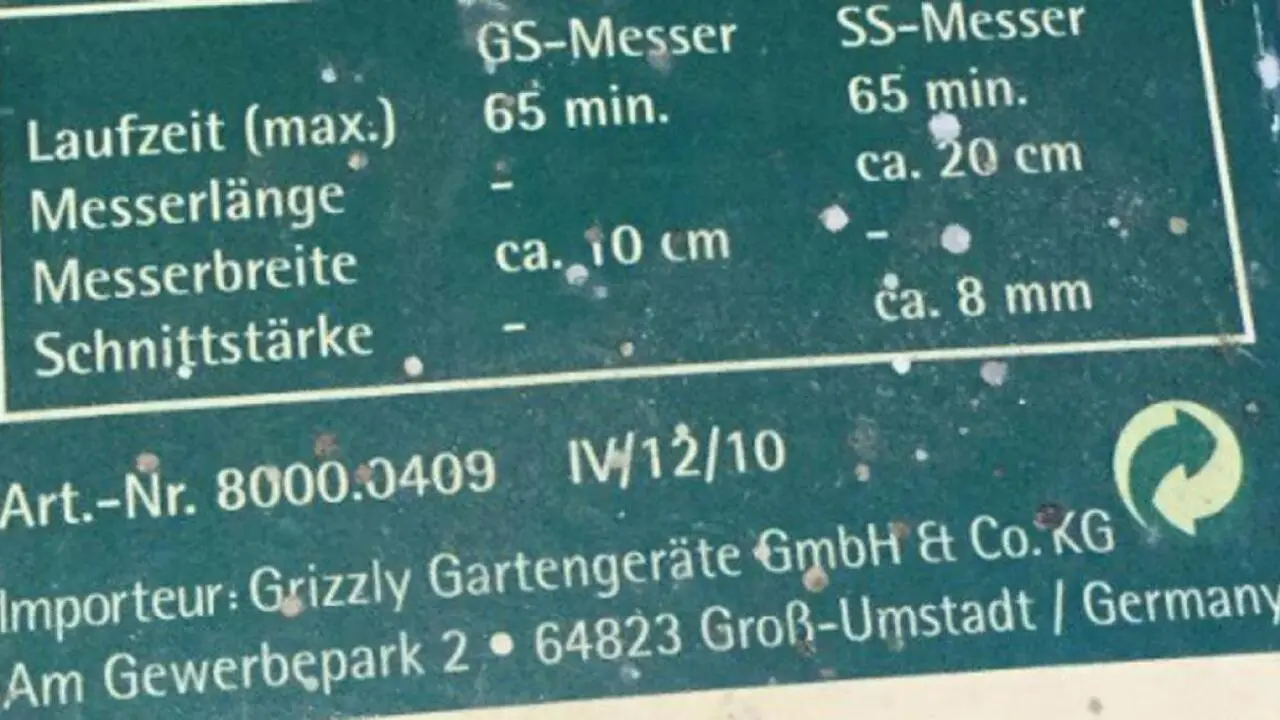 GS-Messer SS-Messer
Laufzeit (max.) 65 min. 65 min.
Messerlänge - ca. 20 cm
Messerbreite ca. 10 cm -
Schnittstärke - ca. 8 mm
Art.-Nr. 8000.0409 IV/12/10
Importeur: Grizzly Gartengeräte GmbH & Co. KG
Am Gewerbepark 2 • 64823 Groß-Umstadt / Germany